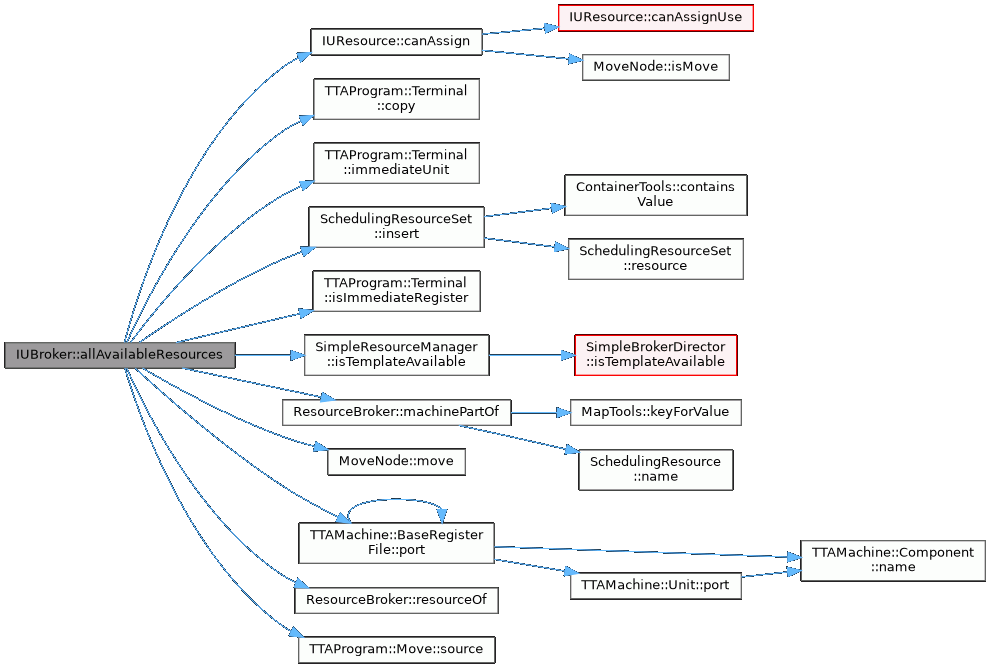 IUBroker::allAvailableResources
IUResource::canAssign
IUResource::canAssignUse
MoveNode::isMove
TTAProgram::Terminal
::copy
TTAProgram::Terminal
::immediateUnit
SchedulingResourceSet
::insert
ContainerTools::contains
Value
SchedulingResourceSet
::resource
TTAProgram::Terminal
::isImmediateRegister
SimpleResourceManager
::isTemplateAvailable
SimpleBrokerDirector
::isTemplateAvailable
ResourceBroker::machinePartOf
MapTools::keyForValue
SchedulingResource
::name
MoveNode::move
TTAMachine::BaseRegister
File::port
TTAMachine::Component
::name
TTAMachine::Unit::port
ResourceBroker::resourceOf
TTAProgram::Move::source